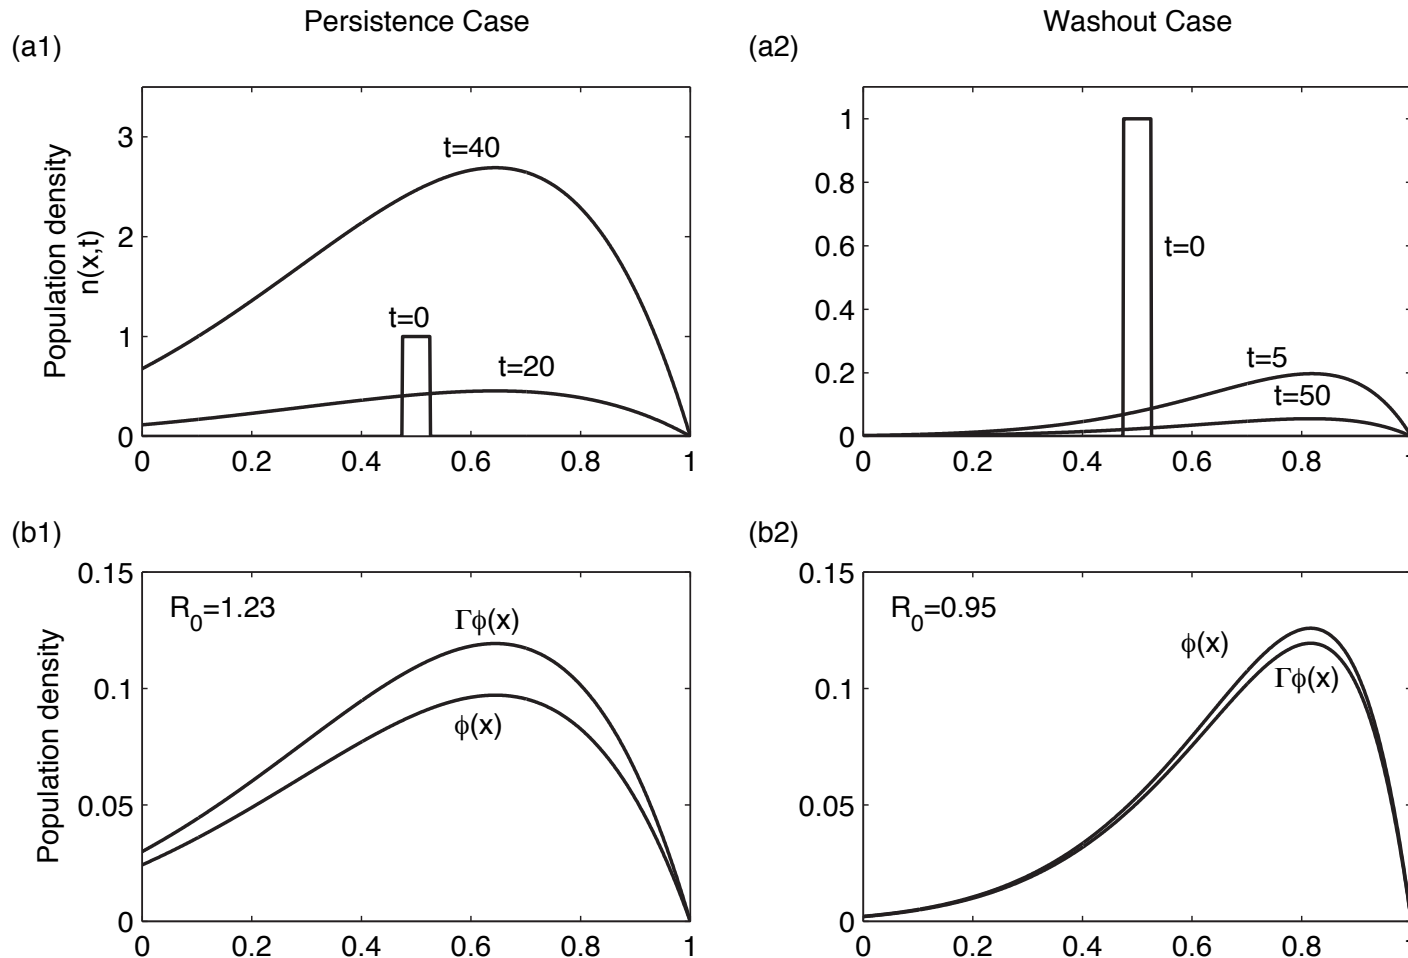 Persistence Case
Washout Case
(a1)
(a2)
Population density
n(x,t)
3
2
1
0
t=40
t=0
t=20
0 0.2 0.4 0.6 0.8 1
1
0.8
0.6
0.4
0.2
0
t=0
t=5
t=50
0 0.2 0.4 0.6 0.8 1
(b1)
(b2)
Population density
0.15
0.1
0.05
0
R0=1.23
Γϕ(x)
ϕ(x)
0 0.2 0.4 0.6 0.8 1
0.15
0.1
0.05
0
R0=0.95
ϕ(x)
Γϕ(x)
0 0.2 0.4 0.6 0.8 1